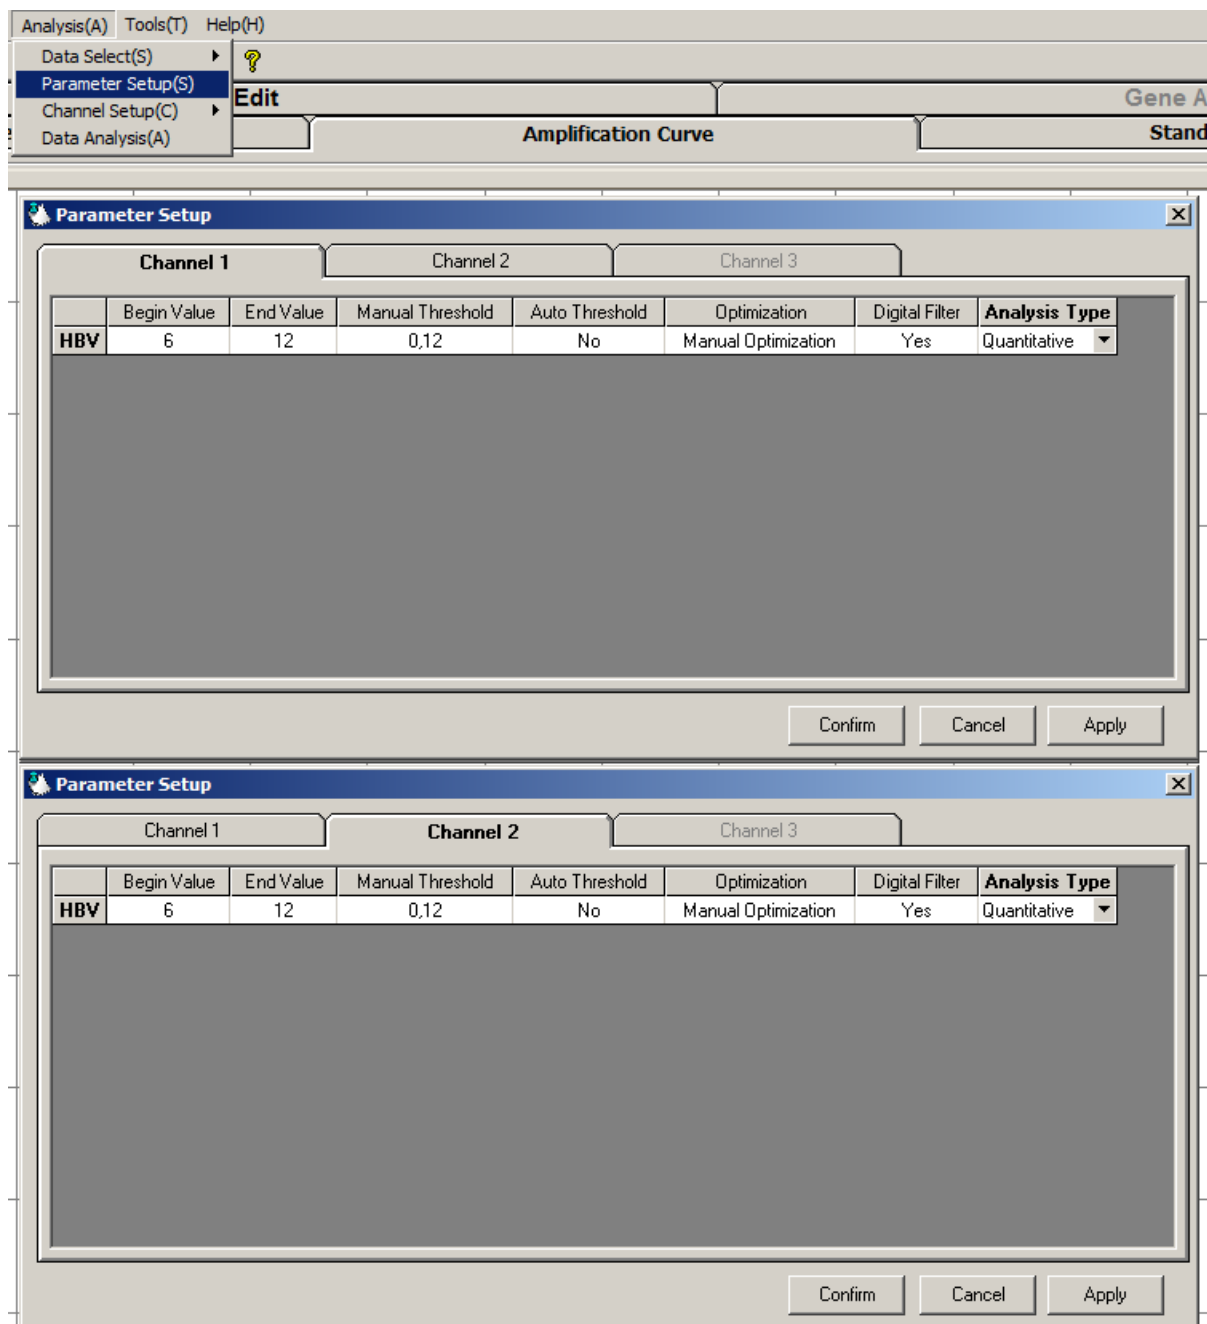 Analysis(A) Tools(T) Help(H)
Data Select(S)
Parameter Setup(S)
Channel Setup(C)
Data Analysis(A)
Edit Gene A
Amplification Curve Stand
Parameter Setup
Channel 1 Channel 2 Channel 3
Begin Value End Value Manual Threshold Auto Threshold Optimization Digital Filter Analysis Type
HBV 6 12 0,12 No Manual Optimization Yes Quantitative
Confirm Cancel Apply
Parameter Setup
Channel 1 Channel 2 Channel 3
Begin Value End Value Manual Threshold Auto Threshold Optimization Digital Filter Analysis Type
HBV 6 12 0,12 No Manual Optimization Yes Quantitative
Confirm Cancel Apply